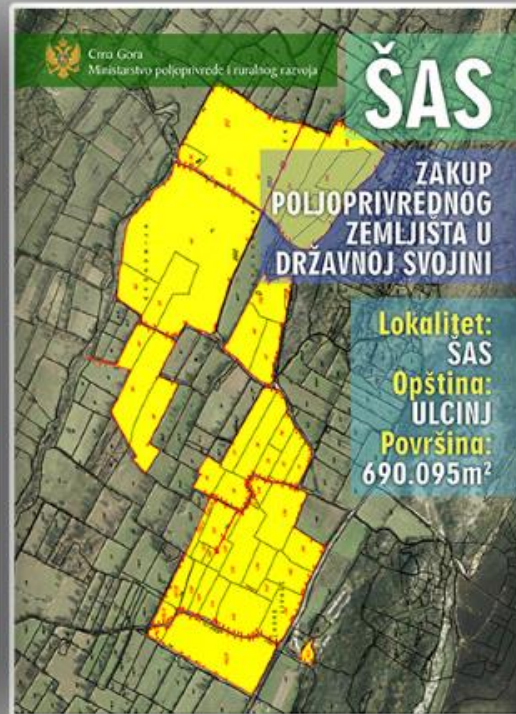 Crna Gora
Ministarstvo poljoprivrede i ruralnog razvoja
ŠAS
ZAKUP
POLJOPRIVREDNOG
ZEMLJIŠTA U
DRŽAVNOJ SVOJINI
Lokalitet:
ŠAS
Opština:
ULCINJ
Površina:
690.095m²